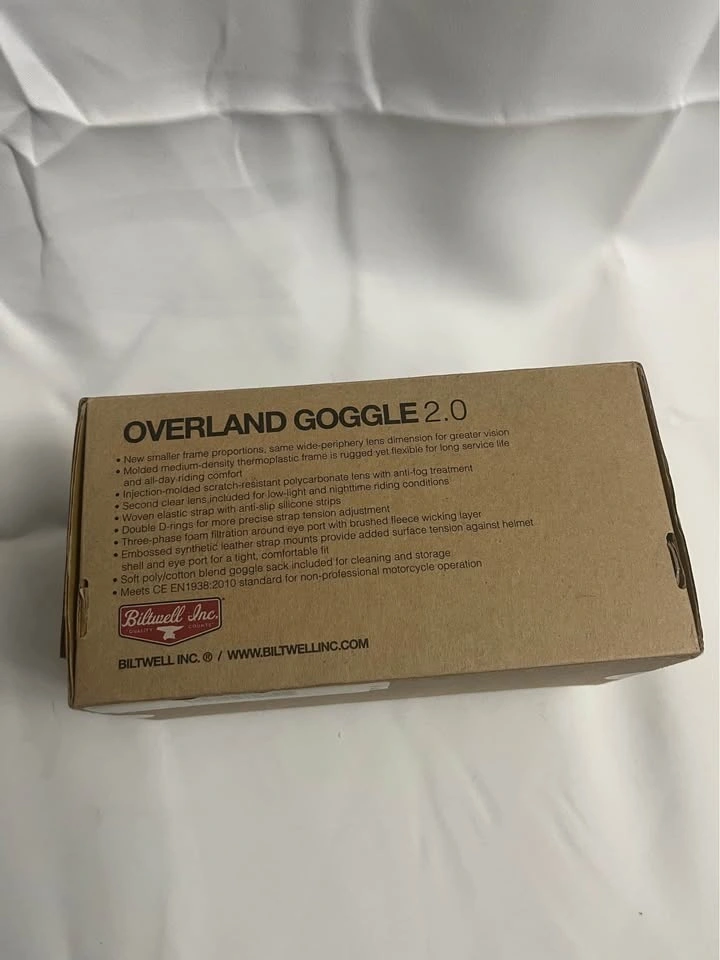 OVERLAND GOGGLE 2.0
• New smaller frame proportions, same wide-periphery lens dimension for greater vision
• Molded medium-density thermoplastic frame is rugged yet flexible for long service life
and all-day riding comfort
• Injection-molded scratch-resistant polycarbonate lens with anti-fog treatment
• Second clear lens included for low-light and nighttime riding conditions
• Woven elastic strap with anti-slip silicone strips
• Double D-rings for more precise strap tension adjustment
• Three-phase foam filtration around eye port with brushed fleece wicking layer
• Embossed synthetic leather strap mounts provide added surface tension against helmet
shell and eye port for a tight, comfortable fit
• Soft poly/cotton blend goggle sack included for cleaning and storage
• Meets CE EN1938:2010 standard for non-professional motorcycle operation
Biltwell Inc.
QUALITY COUNTS
BILTWELL INC. ® / WWW.BILTWELLINC.COM